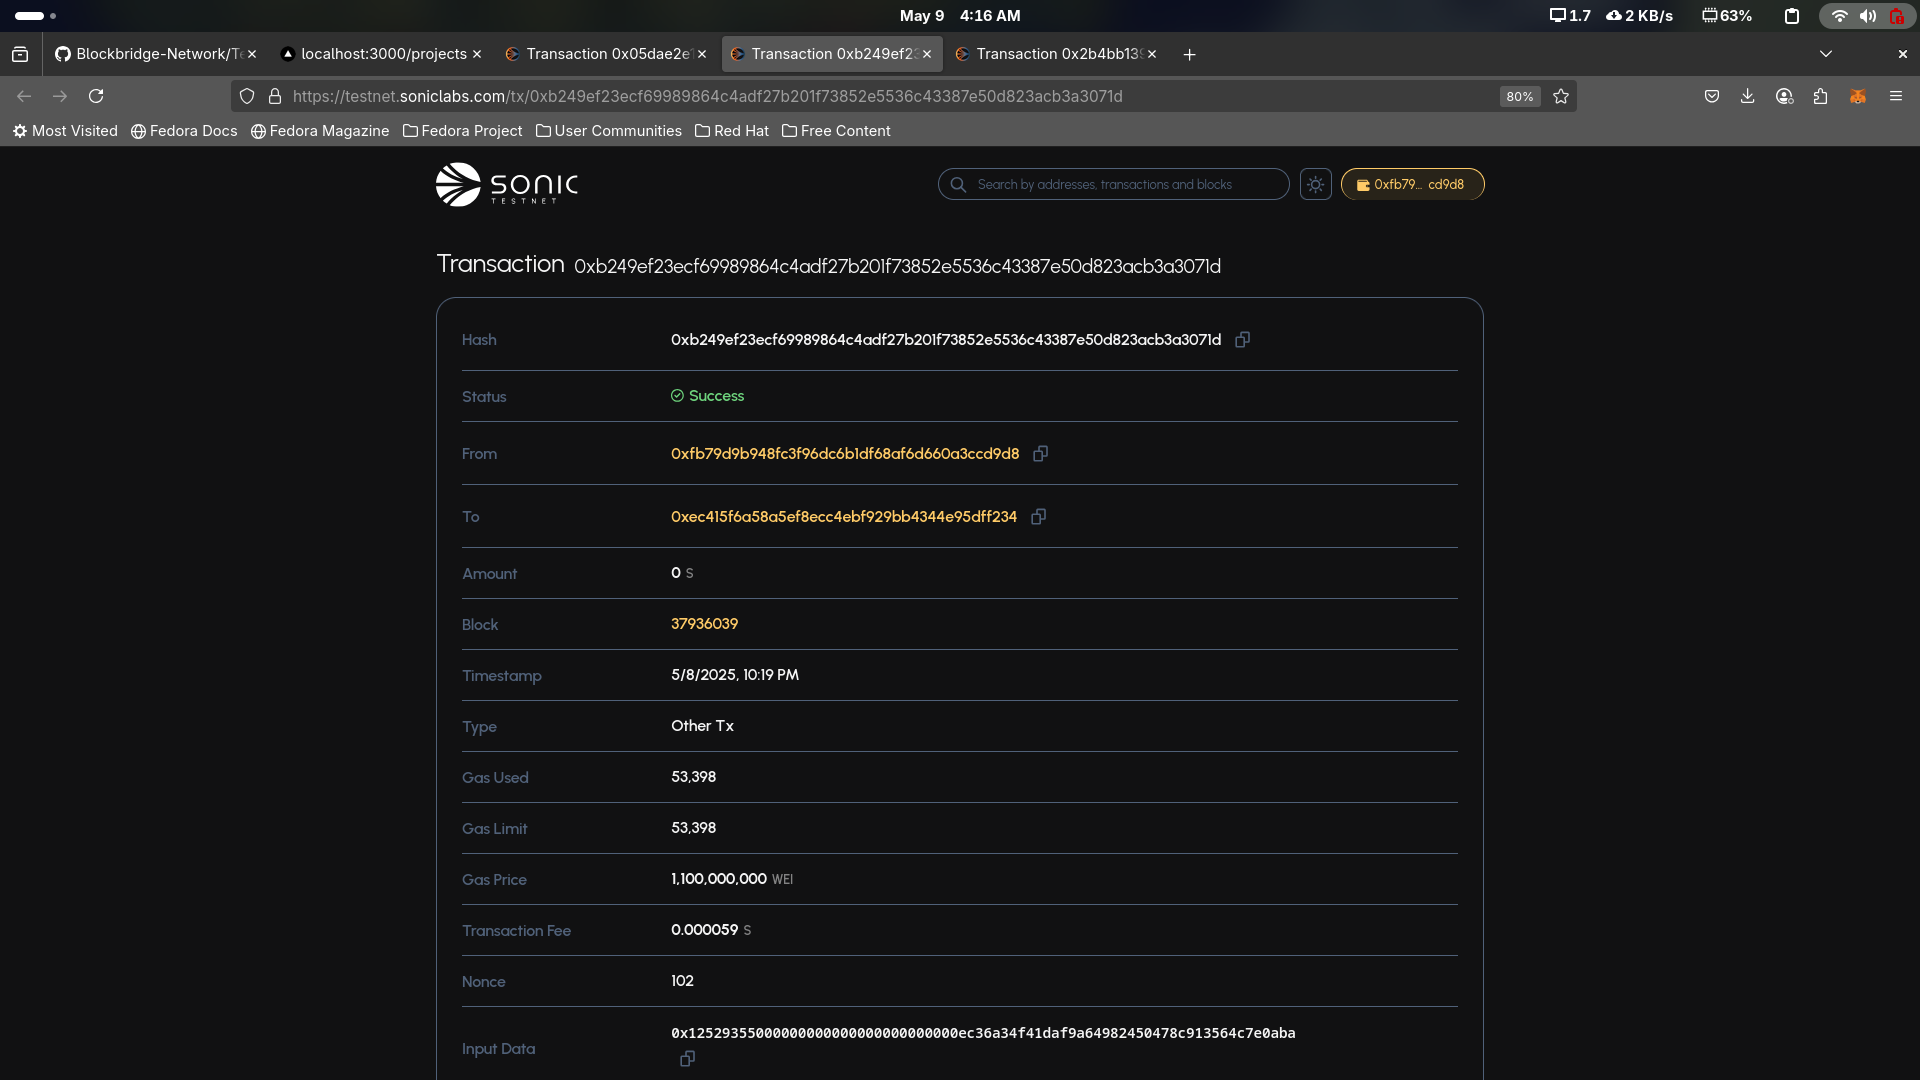 May 9 4:16 AM
1.7 2 KB/s 63%
Blockbridge-Network/Te localhost:3000/projects Transaction 0x05dae2e1 Transaction 0xb249ef23 Transaction 0x2b4bb139
https://testnet.soniclabs.com/tx/0xb249ef23ecf69989864c4adf27b201f73852e5536c43387e50d823acb3a3071d 80%
Most Visited Fedora Docs Fedora Magazine Fedora Project User Communities Red Hat Free Content
SONIC
TESTNET
Search by addresses, transactions and blocks
0xfb79... cd9d8
Transaction 0xb249ef23ecf69989864c4adf27b201f73852e5536c43387e50d823acb3a3071d
Hash 0xb249ef23ecf69989864c4adf27b201f73852e5536c43387e50d823acb3a3071d
Status Success
From 0xfb79d9b948fc3f96dc6b1df68af6d660a3ccd9d8
To 0xec415f6a58a5ef8ecc4ebf929bb4344e95dff234
Amount 0 S
Block 37936039
Timestamp 5/8/2025, 10:19 PM
Type Other Tx
Gas Used 53,398
Gas Limit 53,398
Gas Price 1,100,000,000 WEI
Transaction Fee 0.000059 S
Nonce 102
Input Data 0x12529355000000000000000000000000ec36a34f41daf9a64982450478c913564c7e0aba